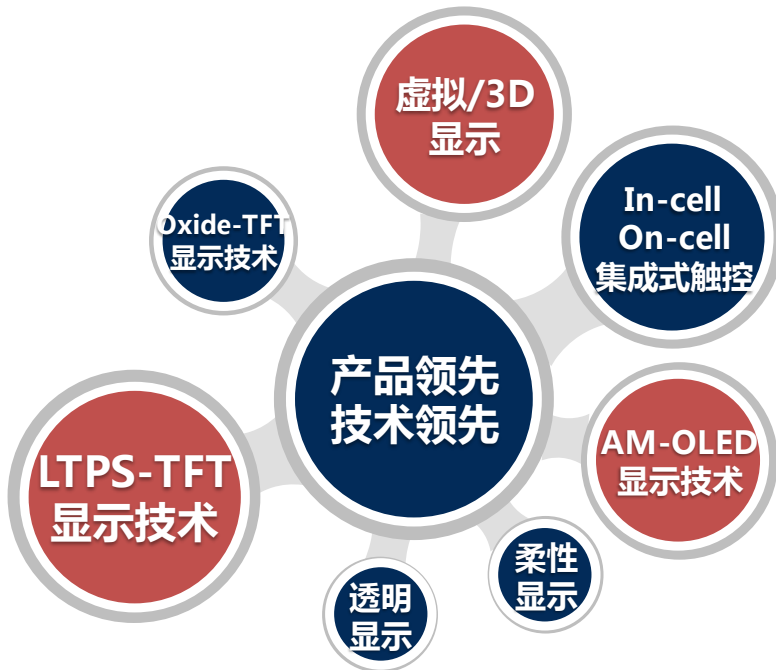 虚拟/3D
显示
In-cell
On-cell
集成式触控
Oxide-TFT
显示技术
产品领先
技术领先
AM-OLED
显示技术
LTPS-TFT
显示技术
柔性
显示
透明
显示